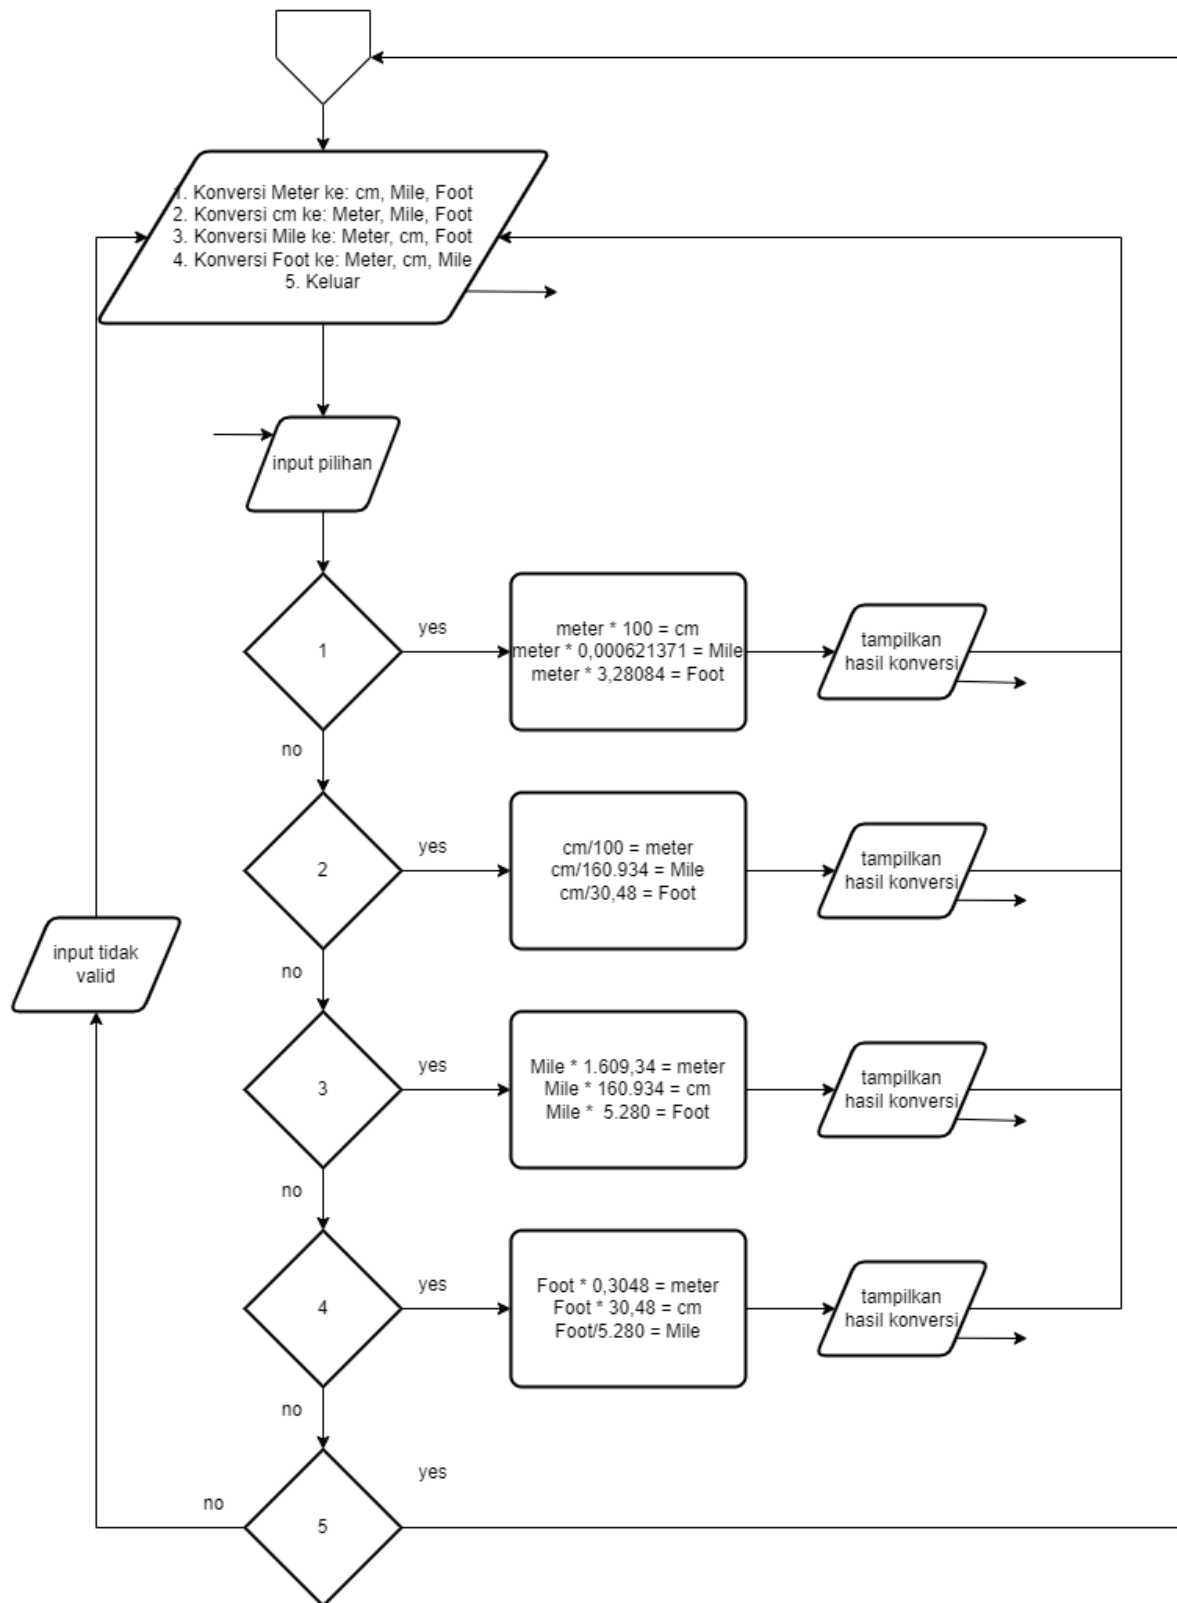 1. Konversi Meter ke: cm, Mile, Foot
2. Konversi cm ke: Meter, Mile, Foot
3. Konversi Mile ke: Meter, cm, Foot
4. Konversi Foot ke: Meter, cm, Mile
5. Keluar
input pilihan
1
yes
meter * 100 = cm
meter * 0,000621371 = Mile
meter * 3,28084 = Foot
tampilkan
hasil konversi
no
2
yes
cm/100 = meter
cm/160.934 = Mile
cm/30,48 = Foot
tampilkan
hasil konversi
input tidak
valid
no
3
yes
Mile * 1.609,34 = meter
Mile * 160.934 = cm
Mile *  5.280 = Foot
tampilkan
hasil konversi
no
4
yes
Foot * 0,3048 = meter
Foot * 30,48 = cm
Foot/5.280 = Mile
tampilkan
hasil konversi
no
5
yes
no